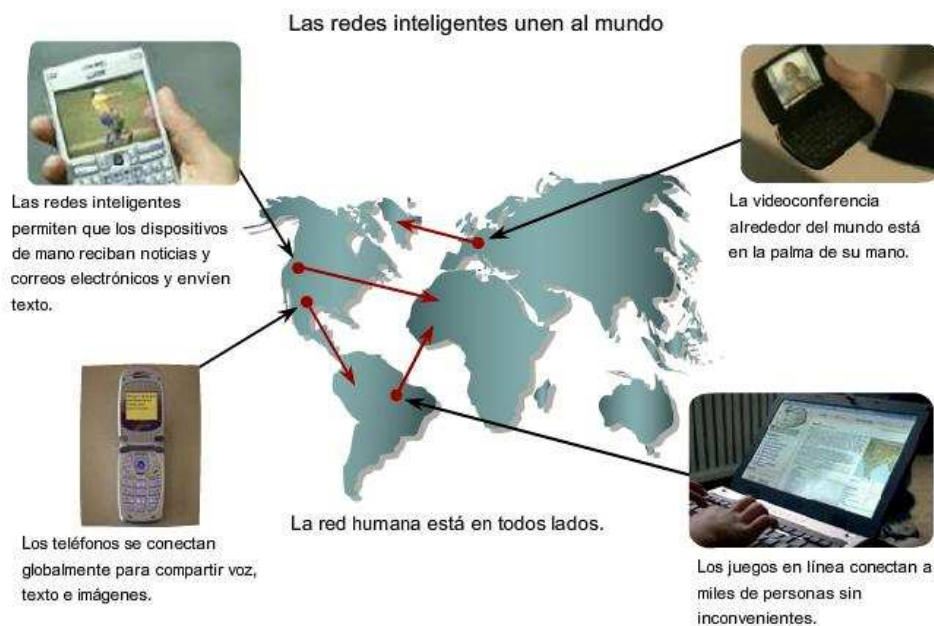 Las redes inteligentes unen al mundo
Las redes inteligentes
permiten que los dispositivos
de mano reciban noticias y
correos electrónicos y envíen
texto.
La videoconferencia
alrededor del mundo está
en la palma de su mano.
Los teléfonos se conectan
globalmente para compartir voz,
texto e imágenes.
La red humana está en todos lados.
Los juegos en línea conectan a
miles de personas sin
inconvenientes.